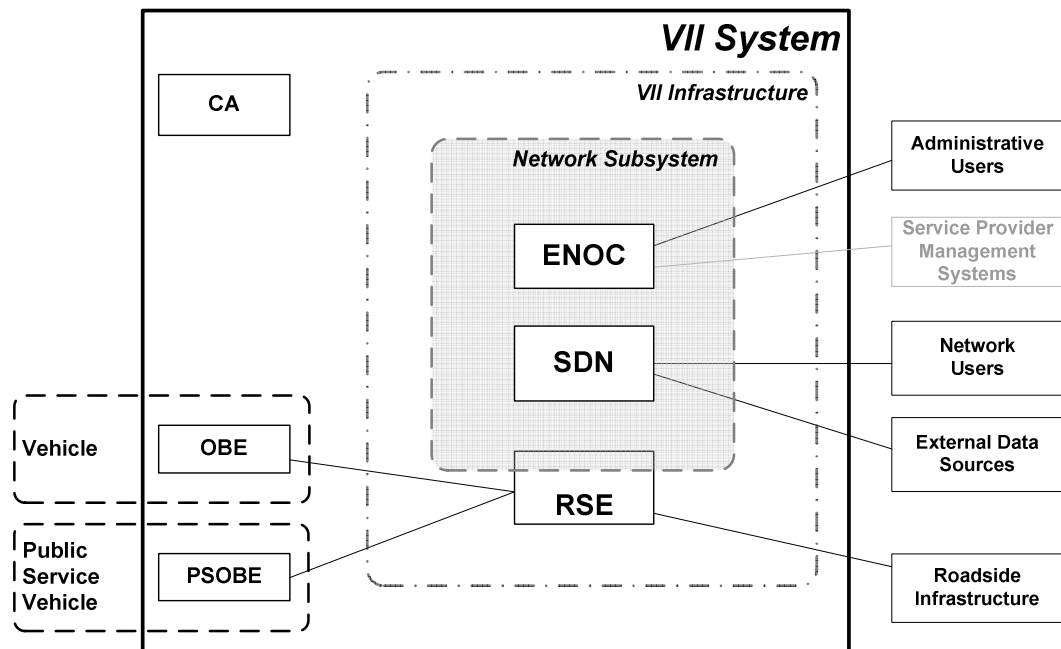 VII System
CA
VII Infrastructure
Network Subsystem
Administrative
Users
ENOC
Service Provider
Management
Systems
SDN
Network
Users
Vehicle
OBE
External Data
Sources
RSE
Public
Service
Vehicle
PSOBE
Roadside
Infrastructure